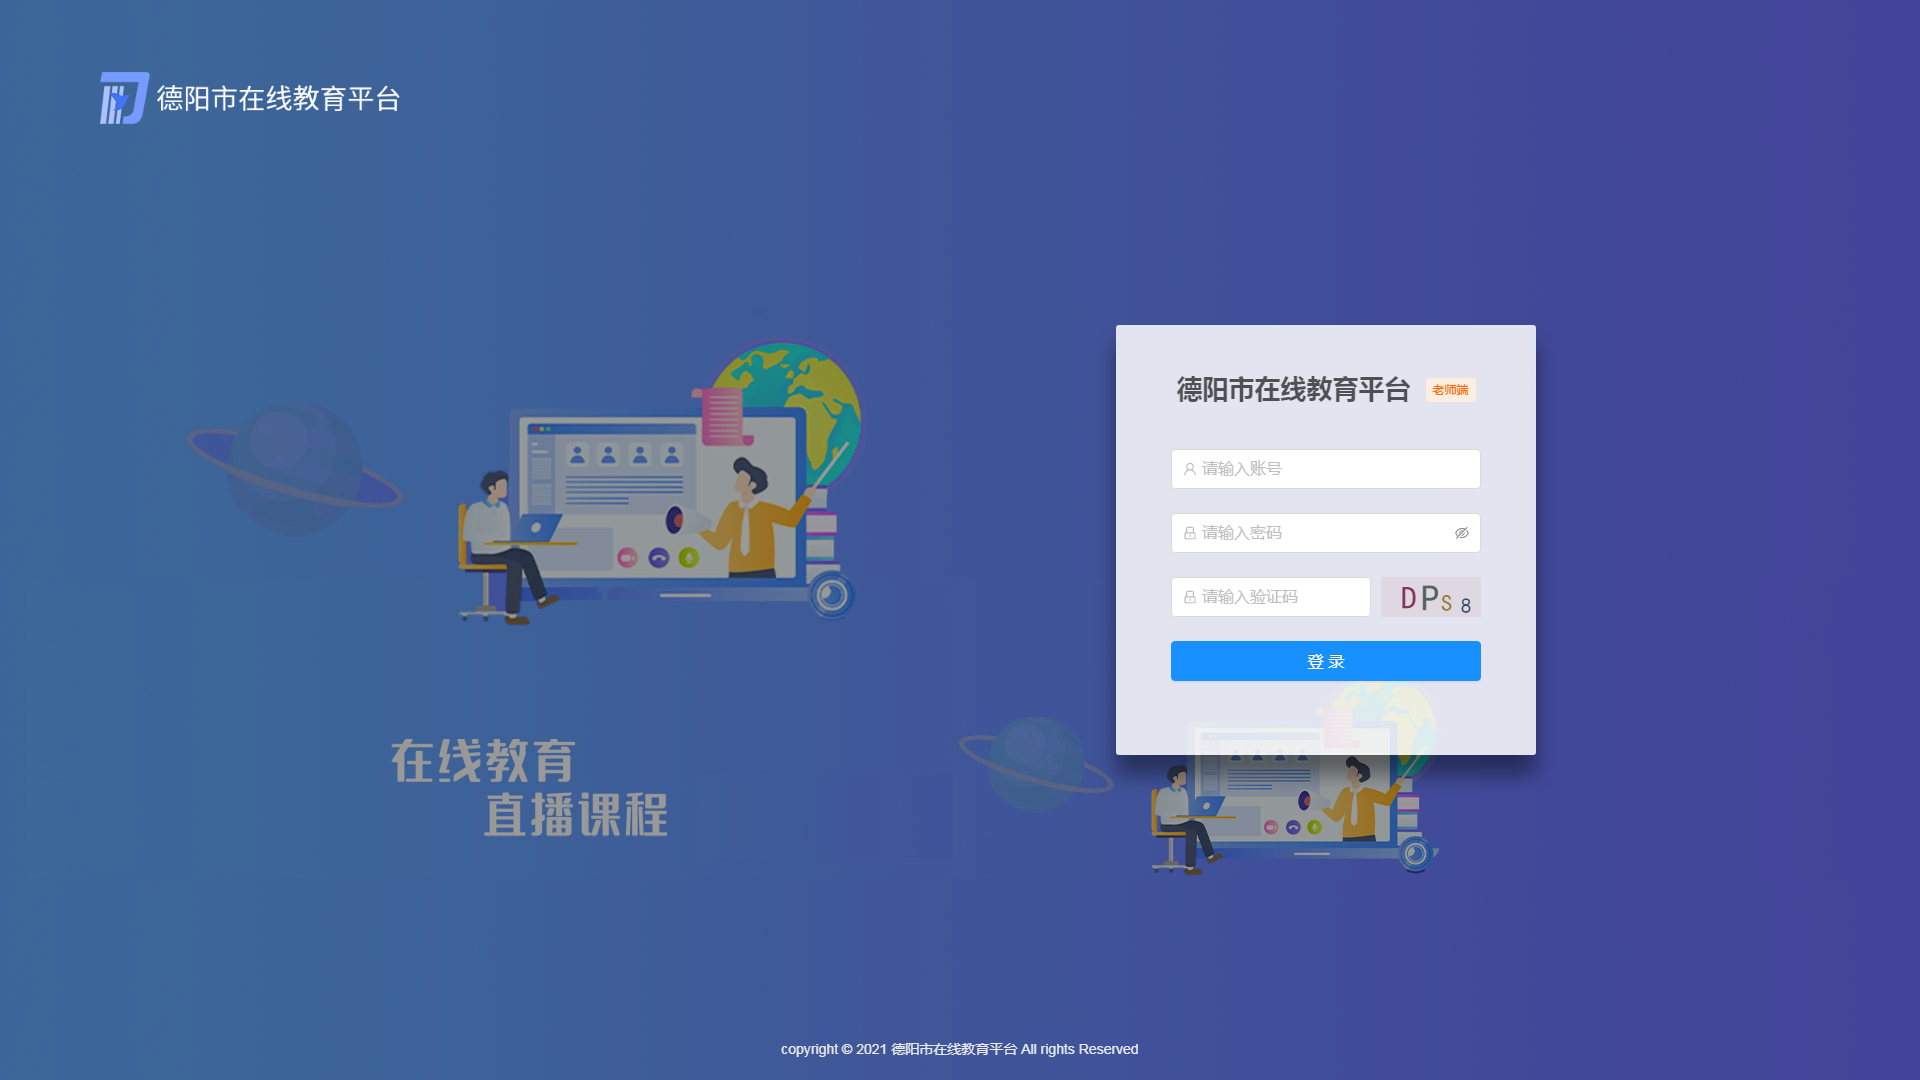 德阳市在线教育平台
德阳市在线教育平台 老师端
请输入账号
请输入密码
请输入验证码 DPS8
登 录
在线教育
直播课程
copyright © 2021 德阳市在线教育平台 All rights Reserved